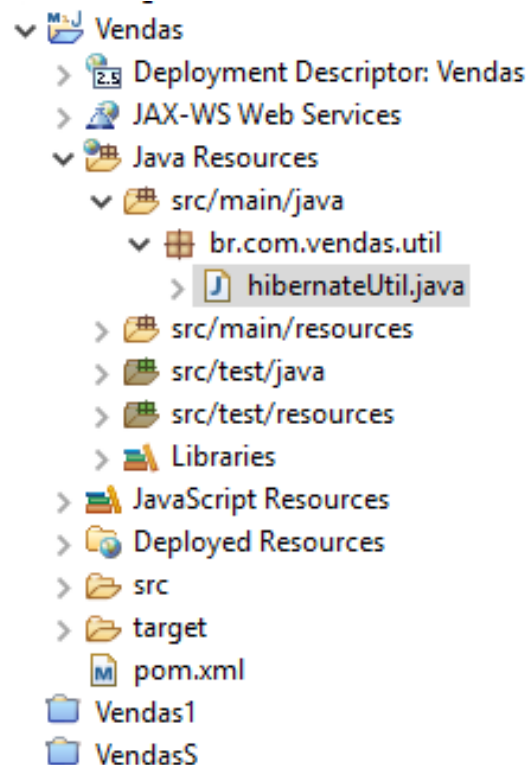 Vendas
Deployment Descriptor: Vendas
JAX-WS Web Services
Java Resources
src/main/java
br.com.vendas.util
hibernateUtil.java
src/main/resources
src/test/java
src/test/resources
Libraries
JavaScript Resources
Deployed Resources
src
target
pom.xml
Vendas1
VendasS